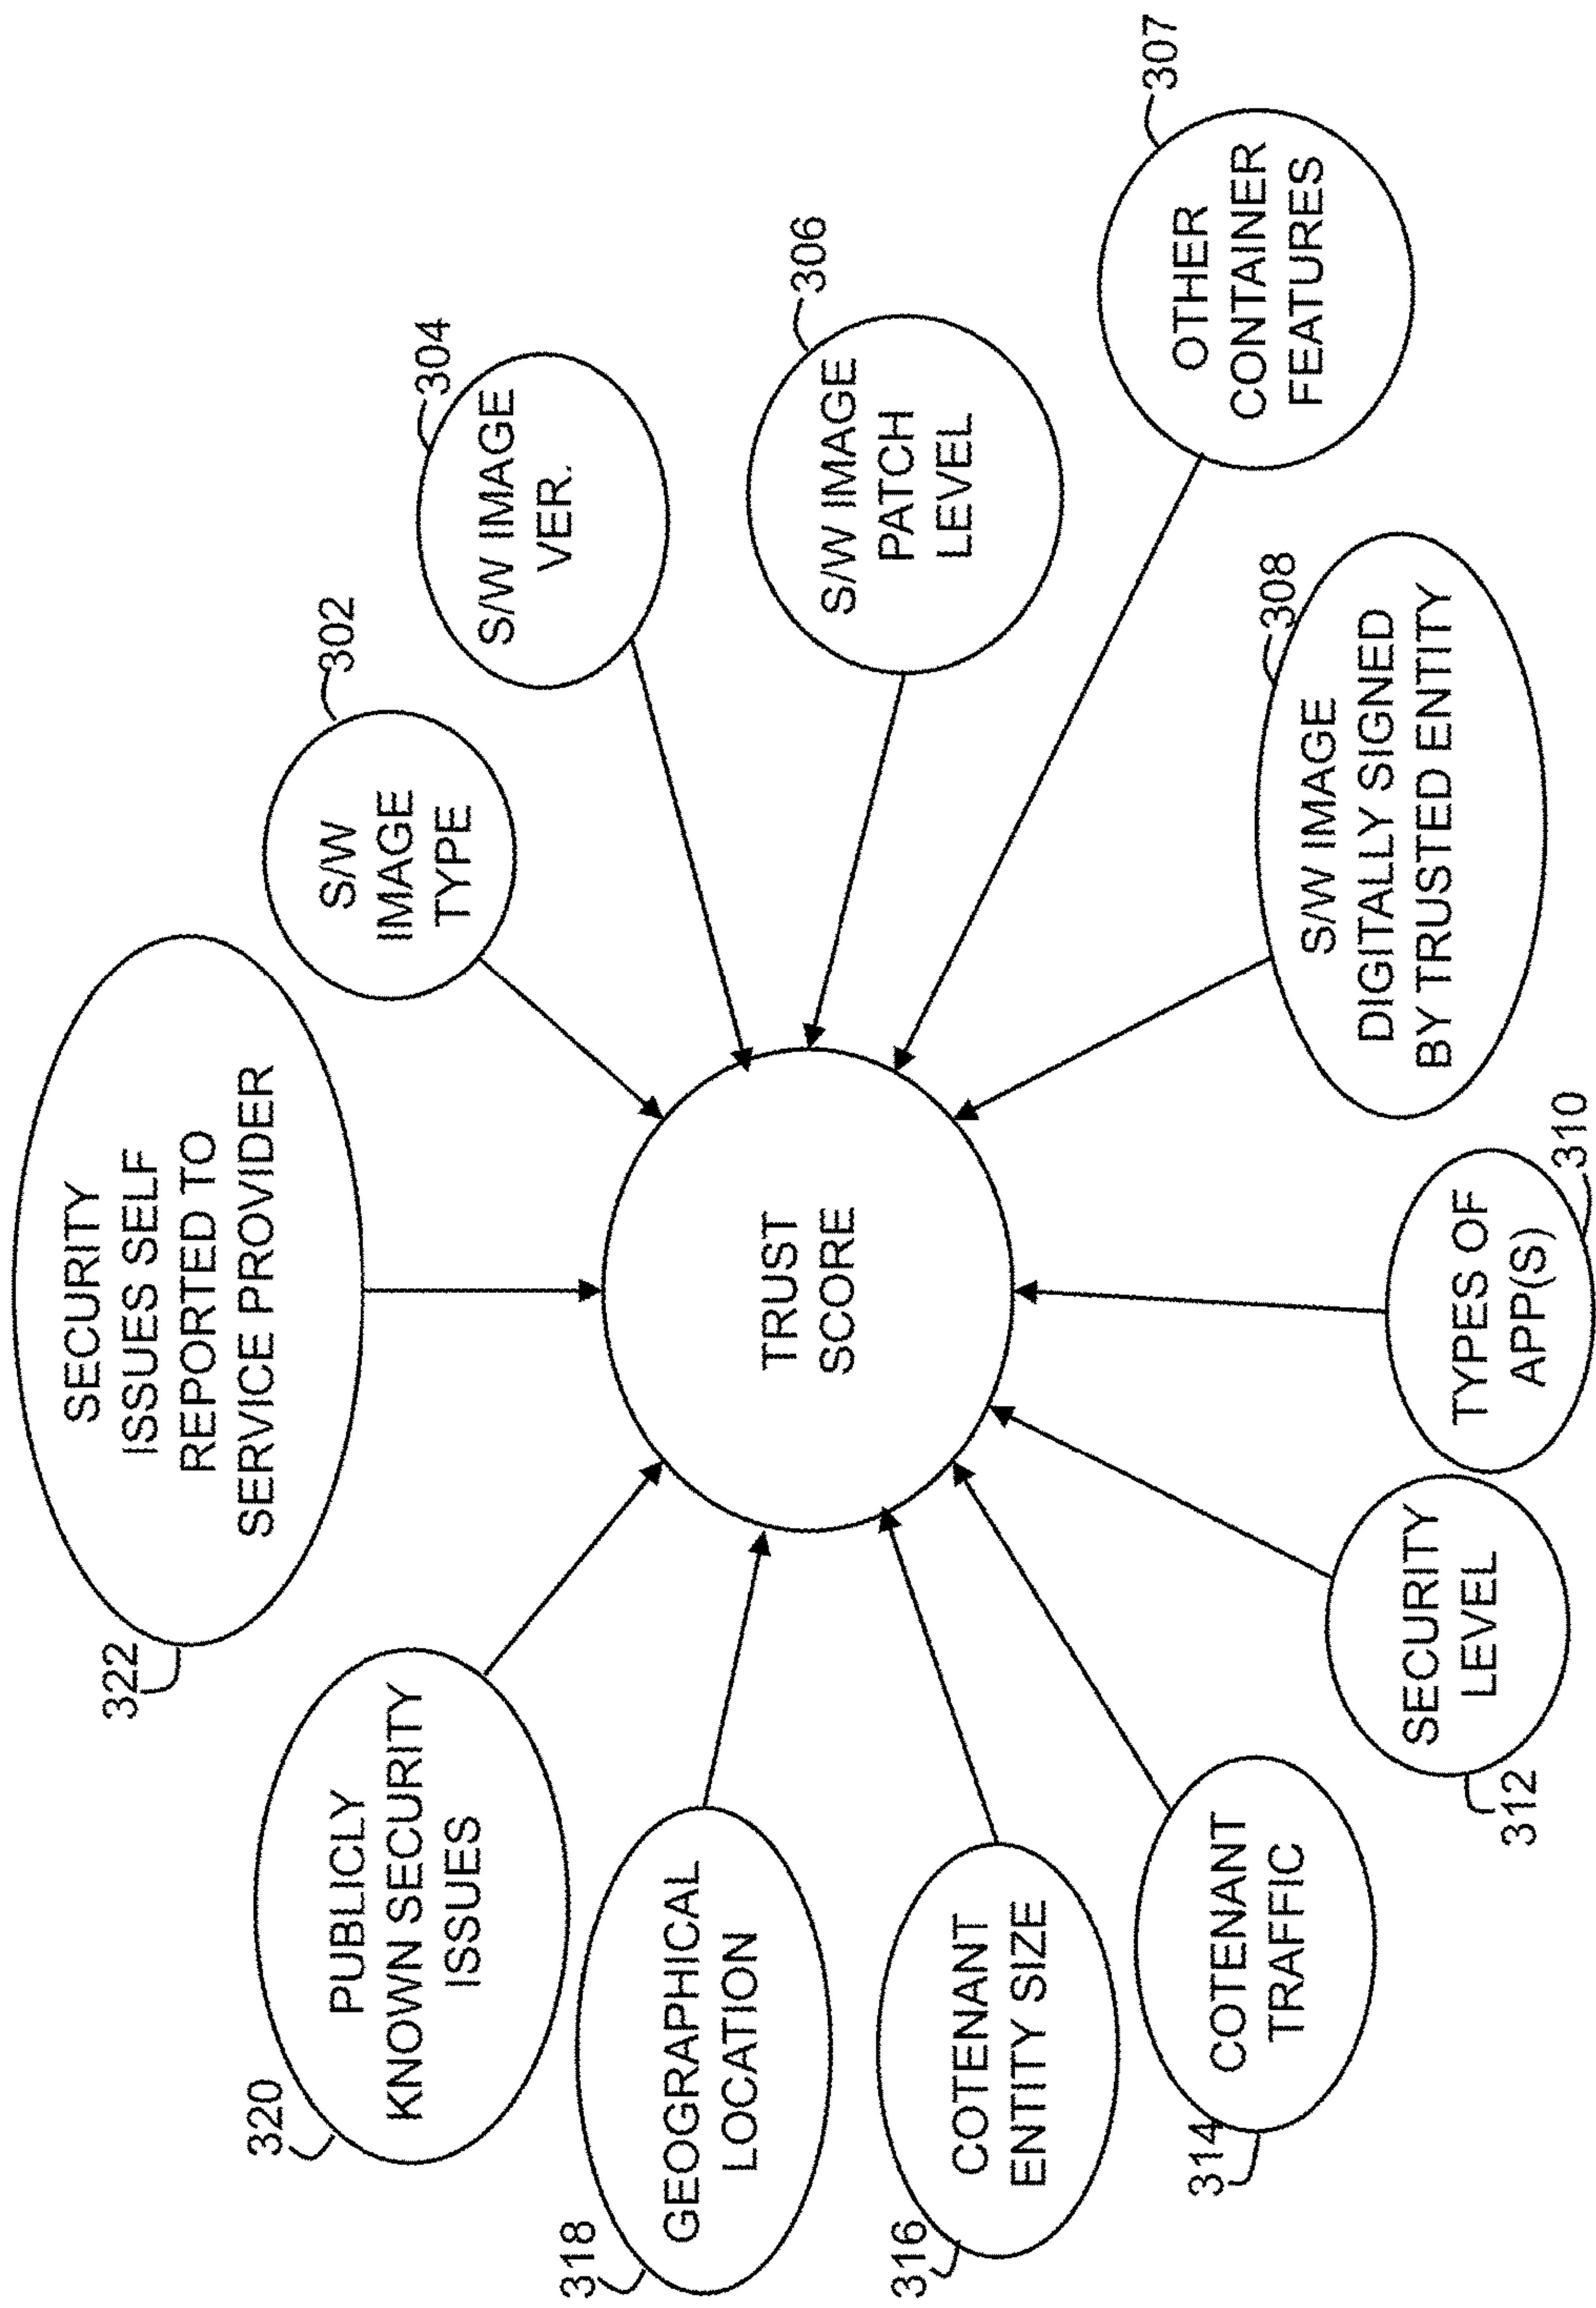 SECURITY
ISSUES SELF
REPORTED TO
SERVICE PROVIDER
322
S/W
IMAGE
TYPE
302
S/W IMAGE
VER.
304
S/W IMAGE
PATCH
LEVEL
306
OTHER
CONTAINER
FEATURES
307
S/W IMAGE
DIGITALLY SIGNED
BY TRUSTED ENTITY
308
TYPES OF
APP(S)
310
SECURITY
LEVEL
312
COTENANT
TRAFFIC
314
COTENANT
ENTITY SIZE
316
GEOGRAPHICAL
LOCATION
318
PUBLICLY
KNOWN SECURITY
ISSUES
320
TRUST
SCORE